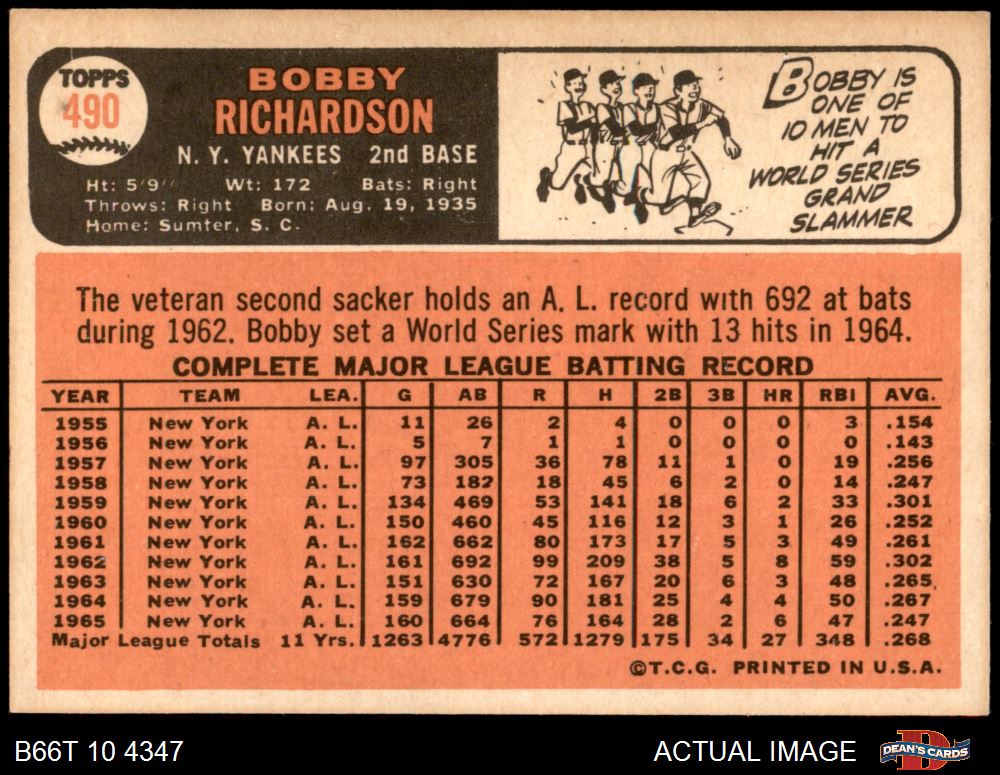 TOPPS
490
BOBBY
RICHARDSON
N. Y. YANKEES 2nd BASE
Ht: 5'9" Wt: 172 Bats: Right
Throws: Right Born: Aug. 19, 1935
Home: Sumter, S. C.
BOBBY IS
ONE OF
10 MEN TO
HIT A
WORLD SERIES
GRAND
SLAMMER
The veteran second sacker holds an A. L. record with 692 at bats
during 1962. Bobby set a World Series mark with 13 hits in 1964.
COMPLETE MAJOR LEAGUE BATTING RECORD
YEAR TEAM LEA. G AB R H 2B 3B HR RBI AVG.
1955 New York A. L. 11 26 2 4 0 0 0 3 .154
1956 New York A. L. 5 7 1 1 0 0 0 0 .143
1957 New York A. L. 97 305 36 78 11 1 0 19 .256
1958 New York A. L. 73 182 18 45 6 2 0 14 .247
1959 New York A. L. 134 469 53 141 18 6 2 33 .301
1960 New York A. L. 150 460 45 116 12 3 1 26 .252
1961 New York A. L. 162 662 80 173 17 5 3 49 .261
1962 New York A. L. 161 692 99 209 38 5 8 59 .302
1963 New York A. L. 151 630 72 167 20 6 3 48 .265
1964 New York A. L. 159 679 90 181 25 4 4 50 .267
1965 New York A. L. 160 664 76 164 28 2 6 47 .247
Major League Totals 11 Yrs. 1263 4776 572 1279 175 34 27 348 .268
©T.C.G. PRINTED IN U.S.A.
B66T 10 4347 ACTUAL IMAGE DEAN'S CARDS